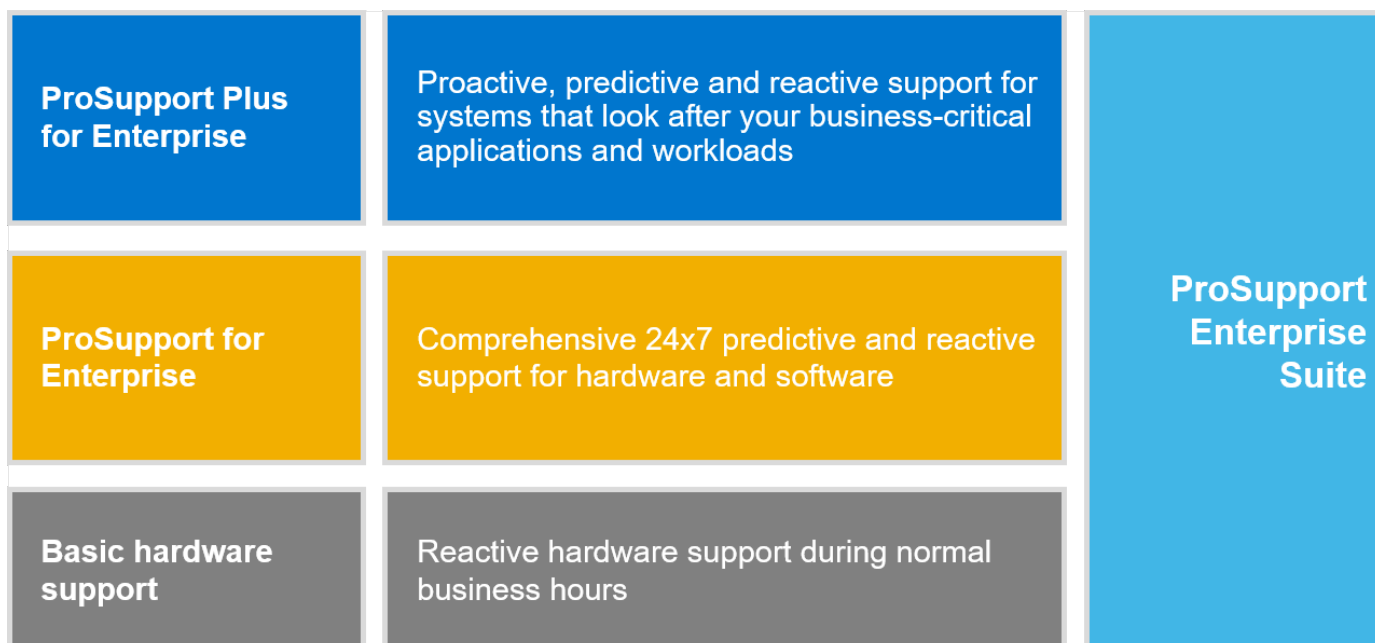 ProSupport Plus
for Enterprise
Proactive, predictive and reactive support for
systems that look after your business-critical
applications and workloads
ProSupport for
Enterprise
Comprehensive 24x7 predictive and reactive
support for hardware and software
Basic hardware
support
Reactive hardware support during normal
business hours
ProSupport
Enterprise
Suite